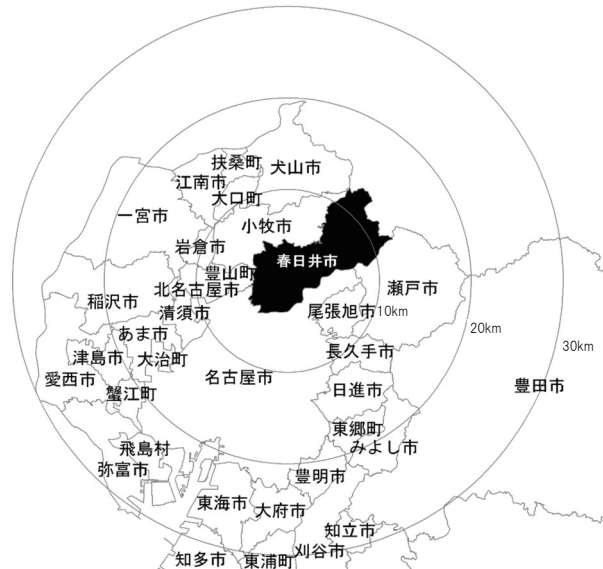 扶桑町
犬山市
江南市
大口町
一宮市
小牧市
岩倉市
春日井市
豊山町
瀬戸市
北名古屋市
稲沢市
清須市
尾張旭市
10km
20km
あま市
30km
津島市
大治町
長久手市
愛西市
名古屋市
豊田市
日進市
蟹江町
東郷町
みよし市
飛島村
弥富市
豊明市
東海市
大府市
知立市
刈谷市
知多市
東浦町